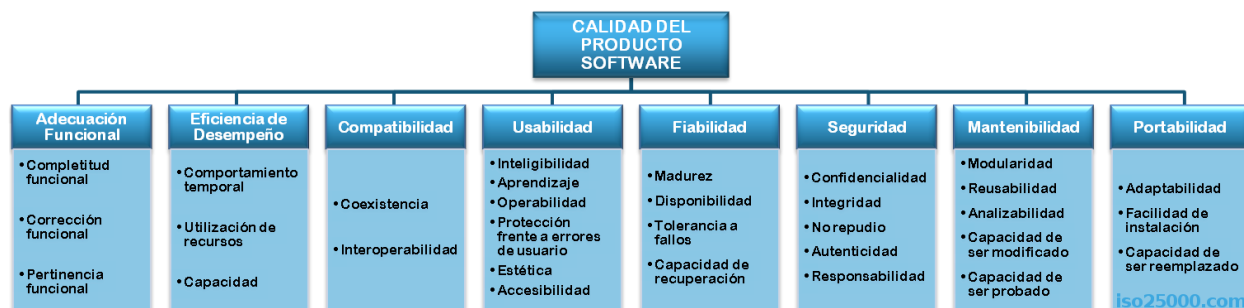 CALIDAD DEL
PRODUCTO
SOFTWARE
Adecuación
Funcional
• Completitud
funcional
• Corrección
funcional
• Pertinencia
funcional
Eficiencia de
Desempeño
• Comportamiento
temporal
• Utilización de
recursos
• Capacidad
Compatibilidad
• Coexistencia
• Interoperabilidad
Usabilidad
• Inteligibilidad
• Aprendizaje
• Operabilidad
• Protección
frente a errores
de usuario
• Estética
• Accesibilidad
Fiabilidad
• Madurez
• Disponibilidad
• Tolerancia a
fallos
• Capacidad de
recuperación
Seguridad
• Confidencialidad
• Integridad
• No repudio
• Autenticidad
• Responsabilidad
Mantenibilidad
• Modularidad
• Reusabilidad
• Analizabilidad
• Capacidad de
ser modificado
• Capacidad de
ser probado
Portabilidad
• Adaptabilidad
• Facilidad de
instalación
• Capacidad de
ser reemplazado
iso25000.com